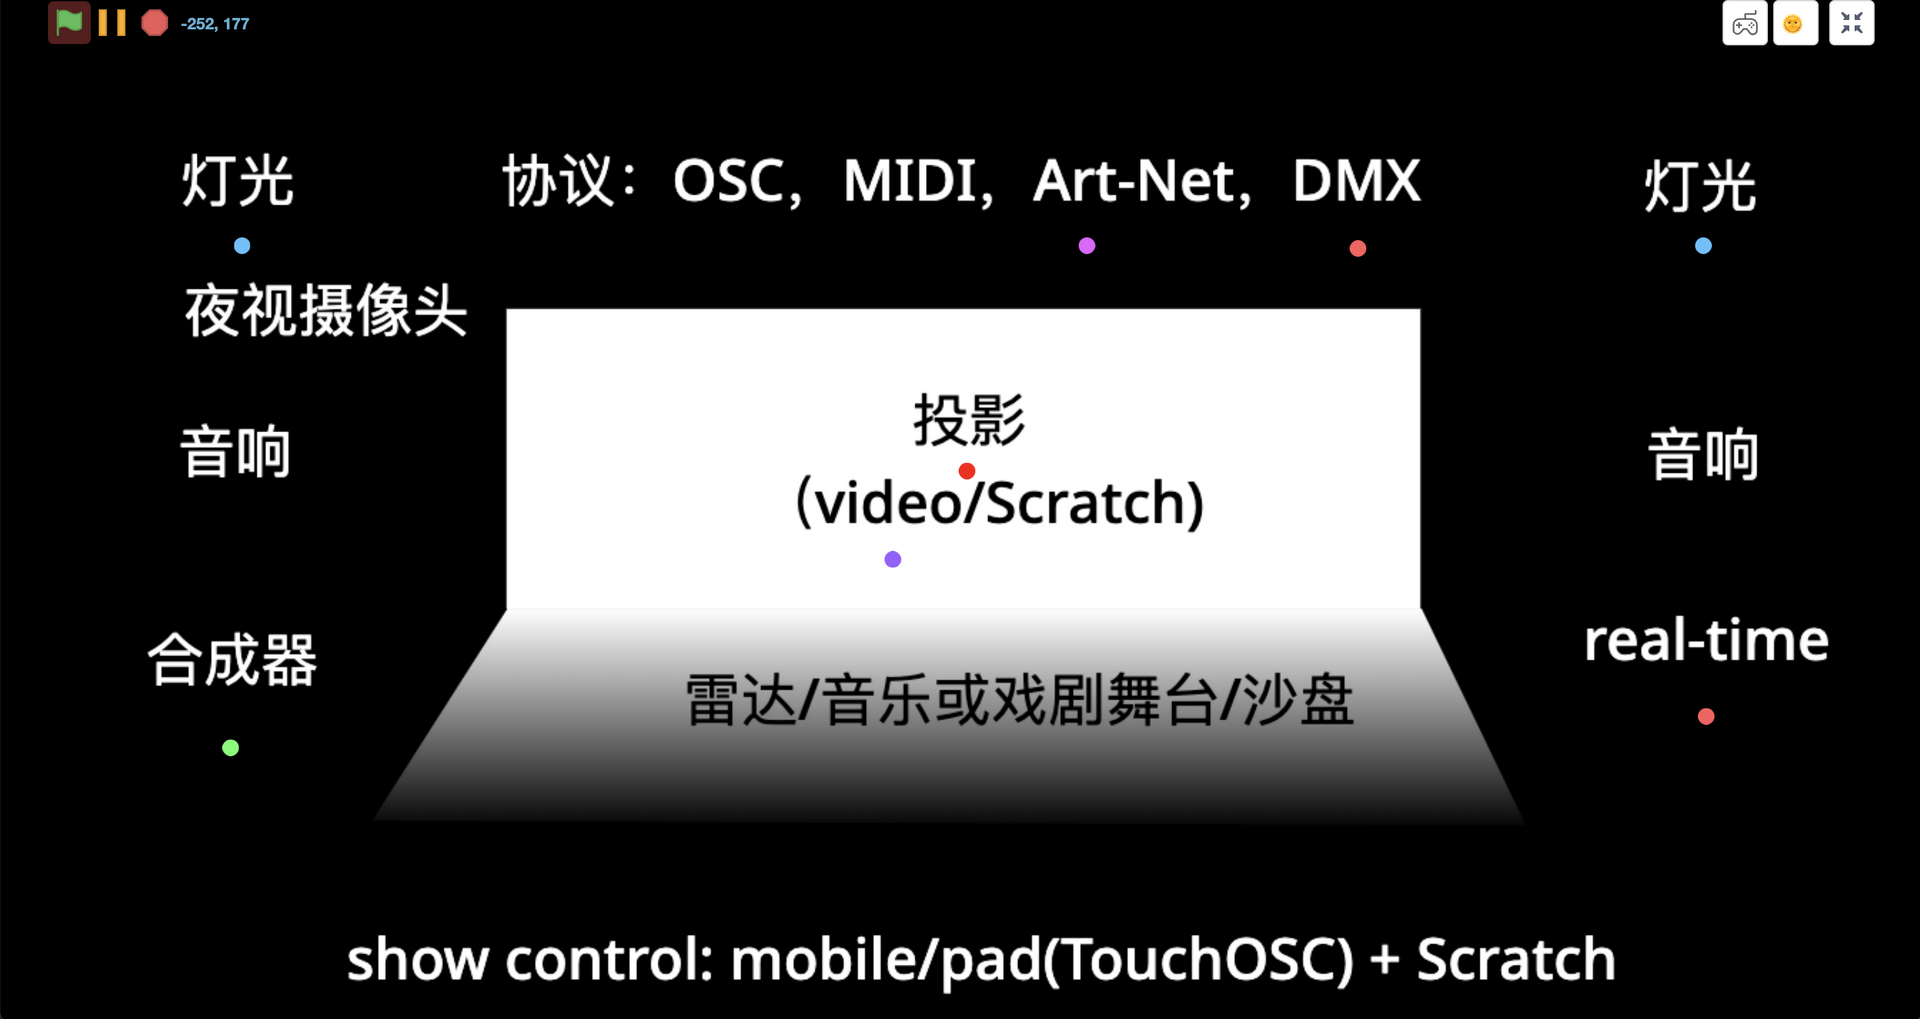 -252, 177
灯光
协议：OSC，MIDI，Art-Net，DMX
灯光
夜视摄像头
投影
(video/Scratch)
音响
音响
合成器
real-time
雷达/音乐或戏剧舞台/沙盘
show control: mobile/pad(TouchOSC) + Scratch